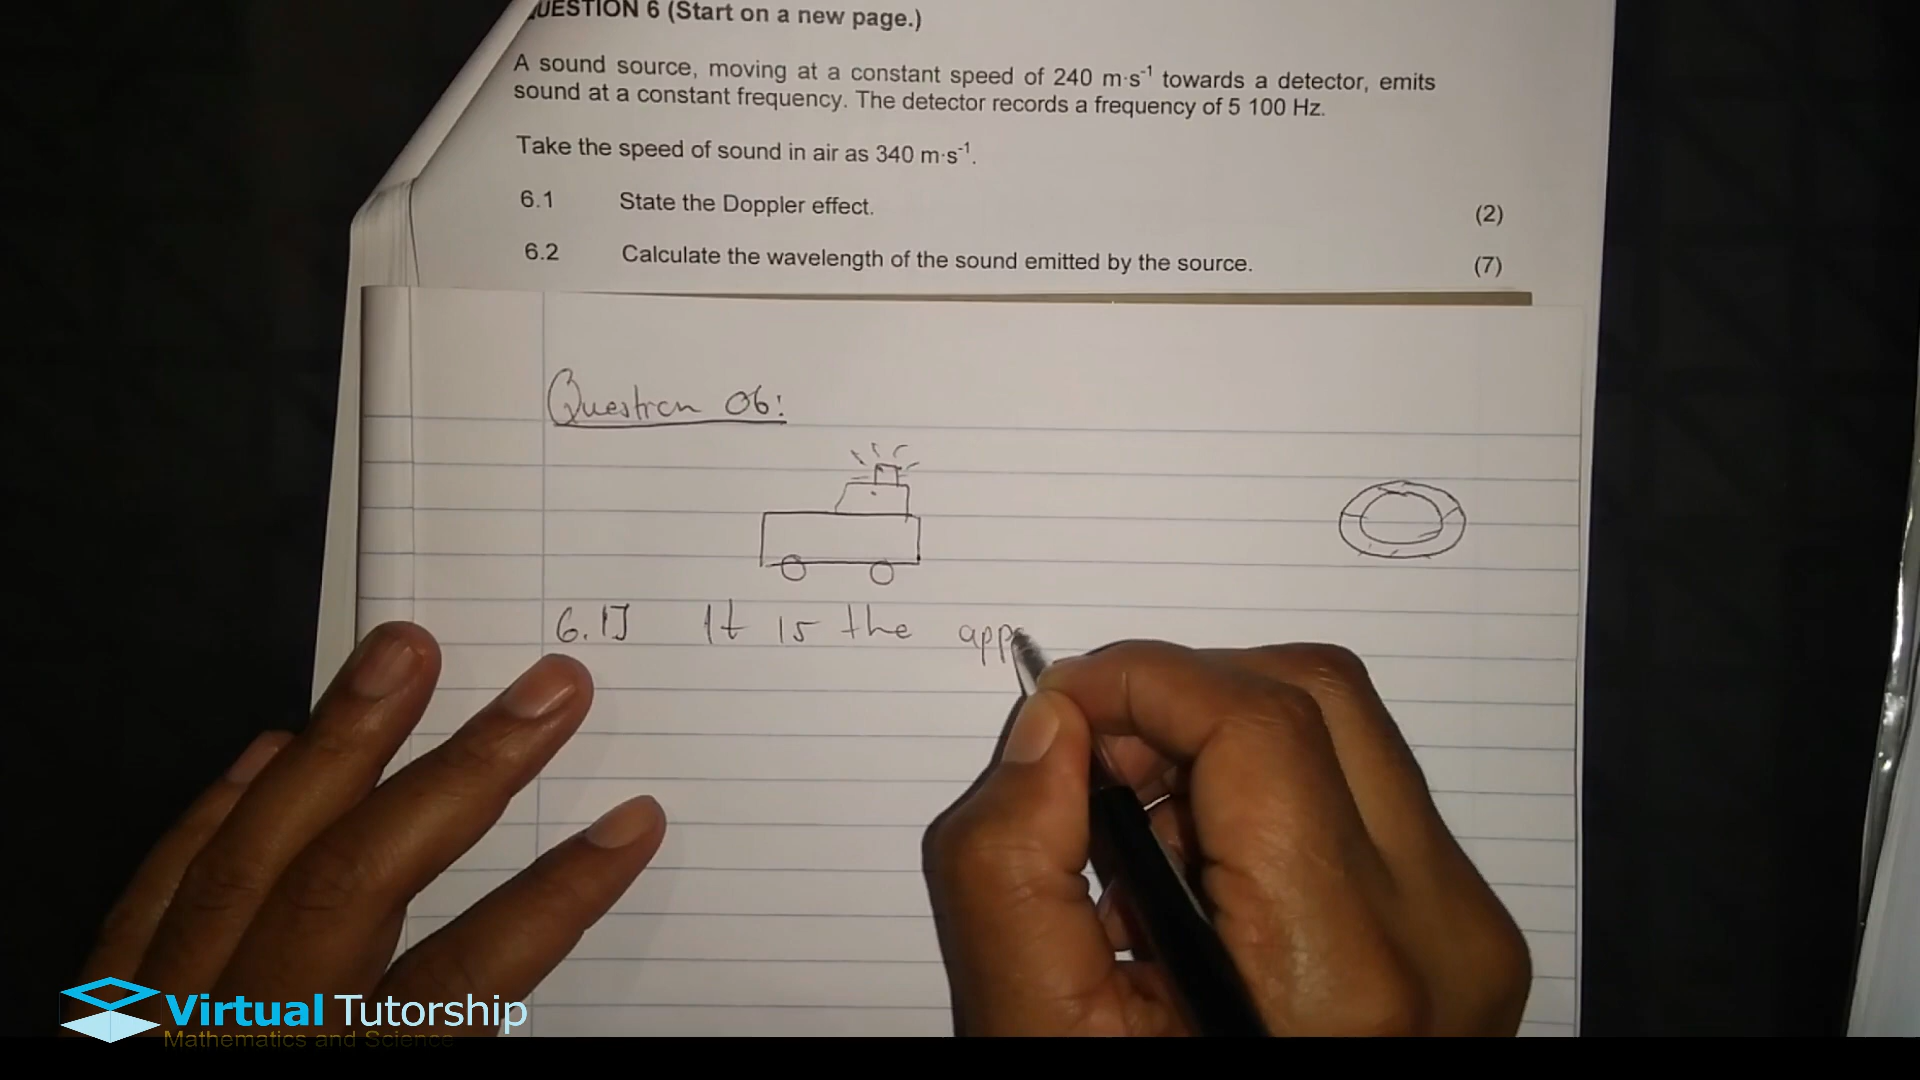 QUESTION 6 (Start on a new page.)
A sound source, moving at a constant speed of 240 m·s⁻¹ towards a detector, emits
sound at a constant frequency. The detector records a frequency of 5 100 Hz.
Take the speed of sound in air as 340 m·s⁻¹.
6.1 State the Doppler effect. (2)
6.2 Calculate the wavelength of the sound emitted by the source. (7)
Question 06:
6.1] It is the app
Virtual Tutorship
Mathematics and Science